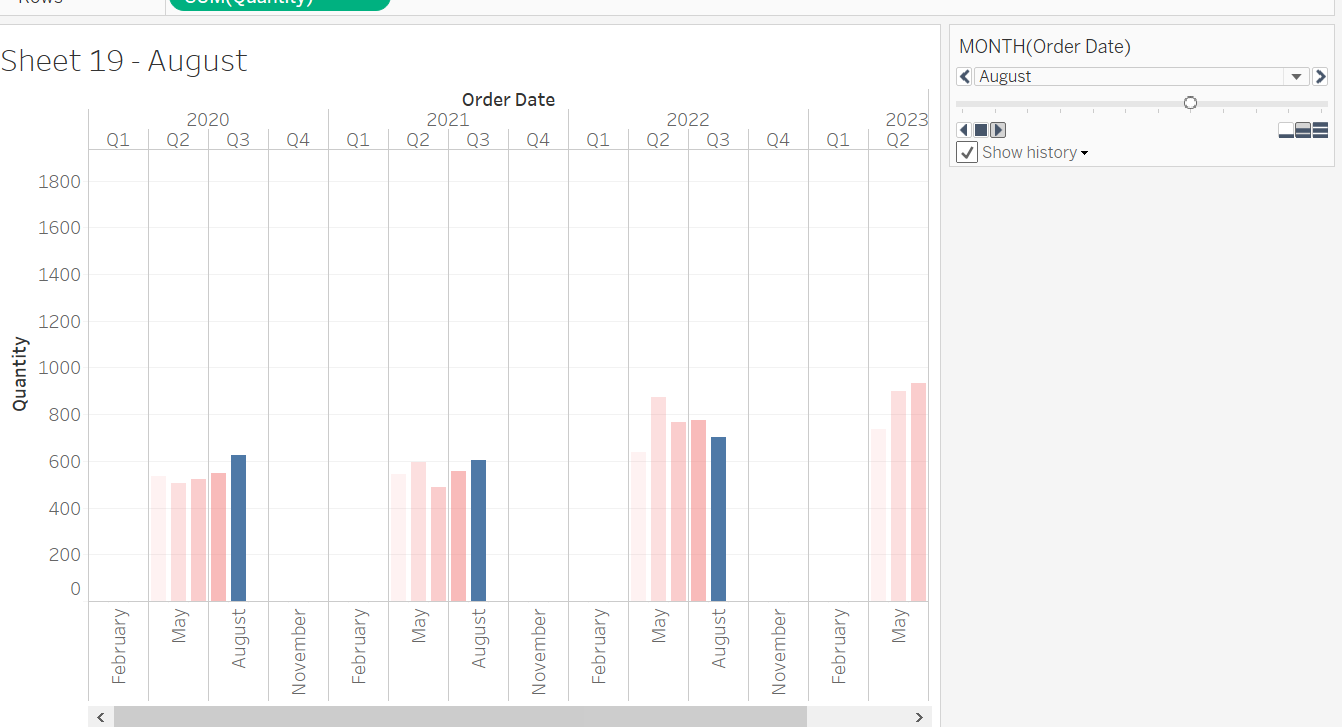 Rows
SUM(Quantity)
Sheet 19 - August
Order Date
2020 2021 2022 2023
Q1 Q2 Q3 Q4 Q1 Q2 Q3 Q4 Q1 Q2 Q3 Q4 Q1 Q2
Quantity
1800
1600
1400
1200
1000
800
600
400
200
0
February May August November February May August November February May August November February May
MONTH(Order Date)
August
Show history